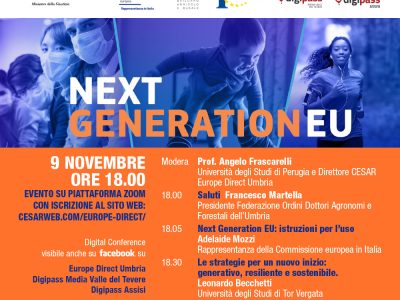 Ministero della Giustizia
europea
Rappresentanza in Italia
AGRICOLO
E RURALE
digipass
digipass
ASSISI
NEXT
GENERATIONEU
9 NOVEMBRE
ORE 18.00
EVENTO SU PIATTAFORMA ZOOM
CON ISCRIZIONE AL SITO WEB:
CESARWEB.COM/EUROPE-DIRECT/
Digital Conference
visibile anche su facebook su
Europe Direct Umbria
Digipass Media Valle del Tevere
Digipass Assisi
Modera Prof. Angelo Frascarelli
Università degli Studi di Perugia e Direttore CESAR
Europe Direct Umbria
18.00 Saluti Francesco Martella
Presidente Federazione Ordini Dottori Agronomi e
Forestali dell'Umbria
18.05 Next Generation EU: istruzioni per l'uso
Adelaide Mozzi
Rappresentanza della Commissione europea in Italia
18.30 Le strategie per un nuovo inizio:
generativo, resiliente e sostenibile.
Leonardo Becchetti
Università degli Studi di Tor Vergata